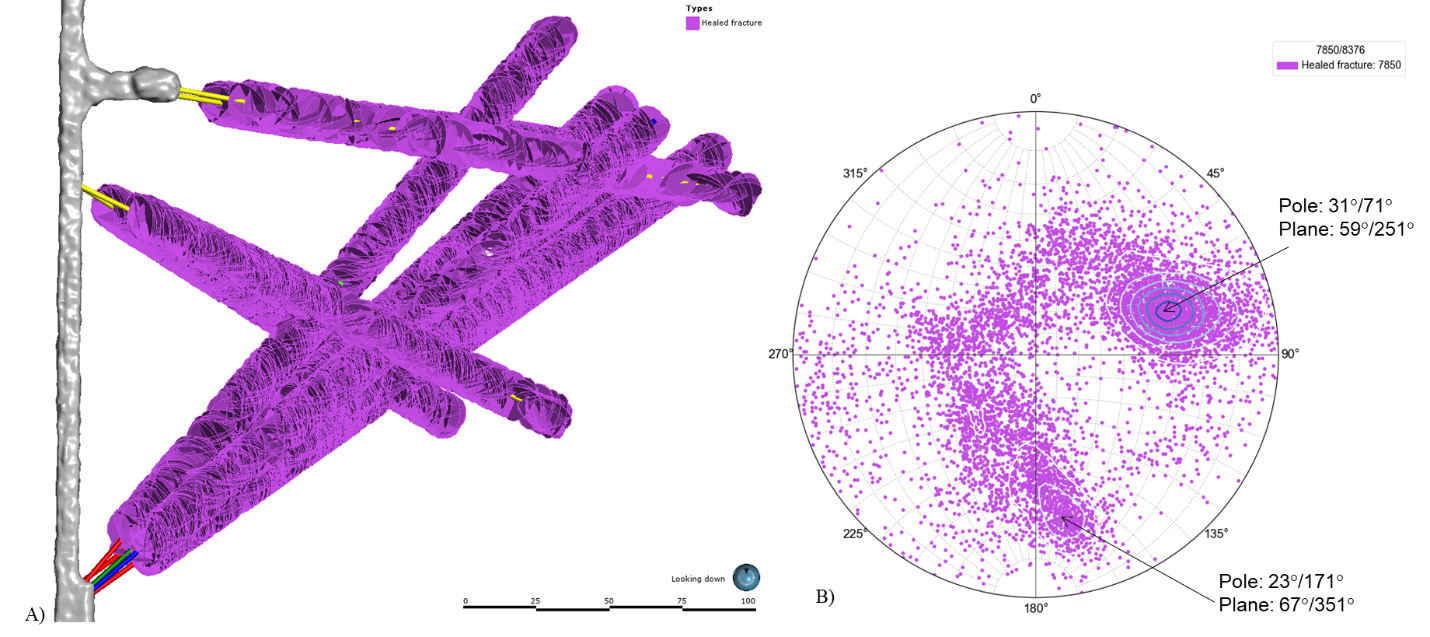 Types
Healed fracture
Looking down
0 25 50 75 100
A)
7850/8376
Healed fracture: 7850
0°
45°
90°
135°
180°
225°
270°
315°
Pole: 31°/71°
Plane: 59°/251°
Pole: 23°/171°
Plane: 67°/351°
B)